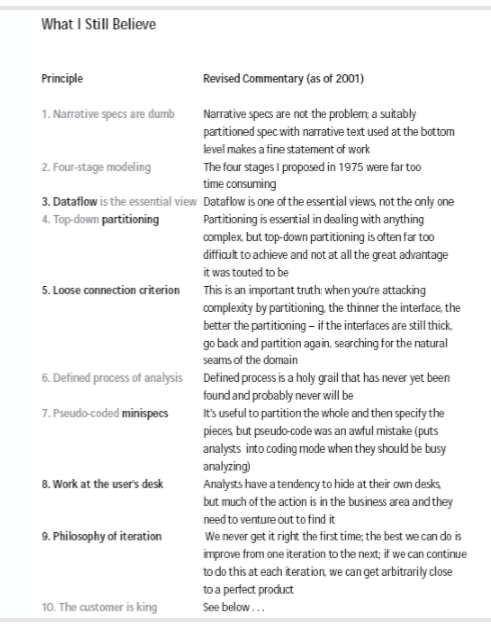 What I Still Believe
Principle Revised Commentary (as of 2001)
1. Narrative specs are dumb Narrative specs are not the problem; a suitably
partitioned spec with narrative text used at the bottom
level makes a fine statement of work
2. Four-stage modeling The four stages I proposed in 1975 were far too
time consuming
3. Dataflow is the essential view Dataflow is one of the essential views, not the only one
4. Top-down partitioning Partitioning is essential in dealing with anything
complex, but top-down partitioning is often far too
difficult to achieve and not at all the great advantage
it was touted to be
5. Loose connection criterion This is an important truth: when you're attacking
complexity by partitioning, the thinner the interface, the
better the partitioning – if the interfaces are still thick,
go back and partition again, searching for the natural
seams of the domain
6. Defined process of analysis Defined process is a holy grail that has never yet been
found and probably never will be
7. Pseudo-coded minispecs It's useful to partition the whole and then specify the
pieces, but pseudo-code was an awful mistake (puts
analysts into coding mode when they should be busy
analyzing)
8. Work at the user's desk Analysts have a tendency to hide at their own desks,
but much of the action is in the business area and they
need to venture out to find it
9. Philosophy of iteration We never get it right the first time; the best we can do is
improve from one iteration to the next; if we can continue
to do this at each iteration, we can get arbitrarily close
to a perfect product
10. The customer is king See below . . .